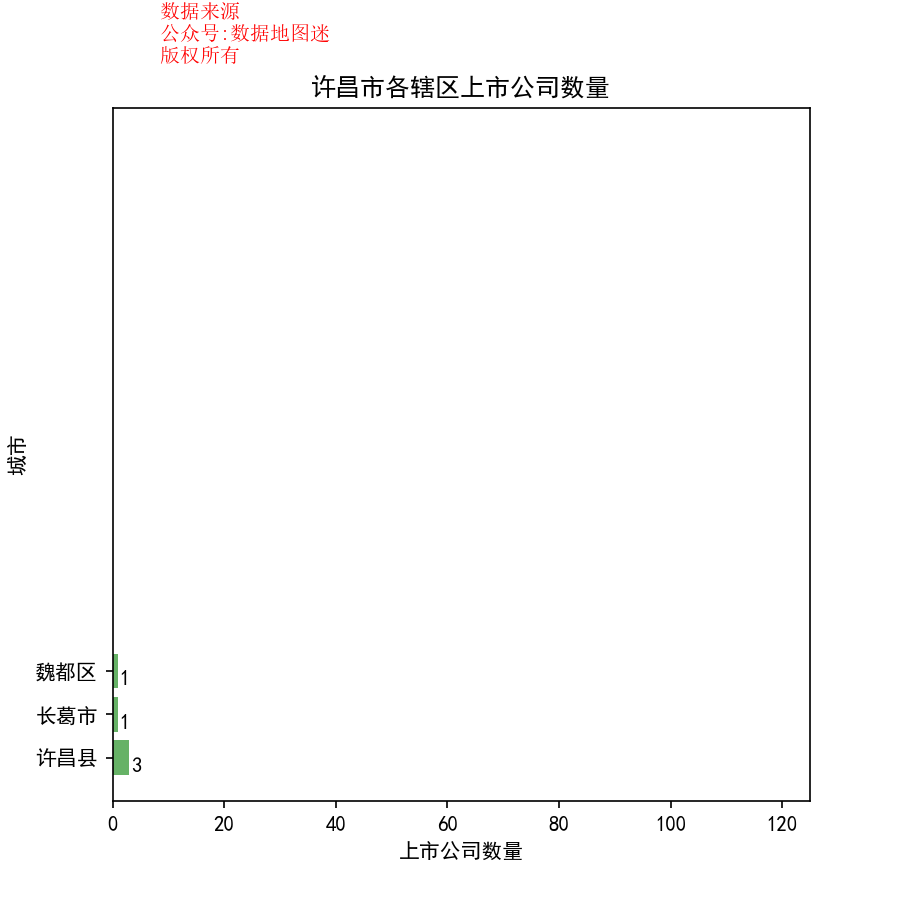 数据来源
公众号:数据地图迷
版权所有
许昌市各辖区上市公司数量
城市
魏都区
1
长葛市
1
许昌县
3
0 20 40 60 80 100 120
上市公司数量